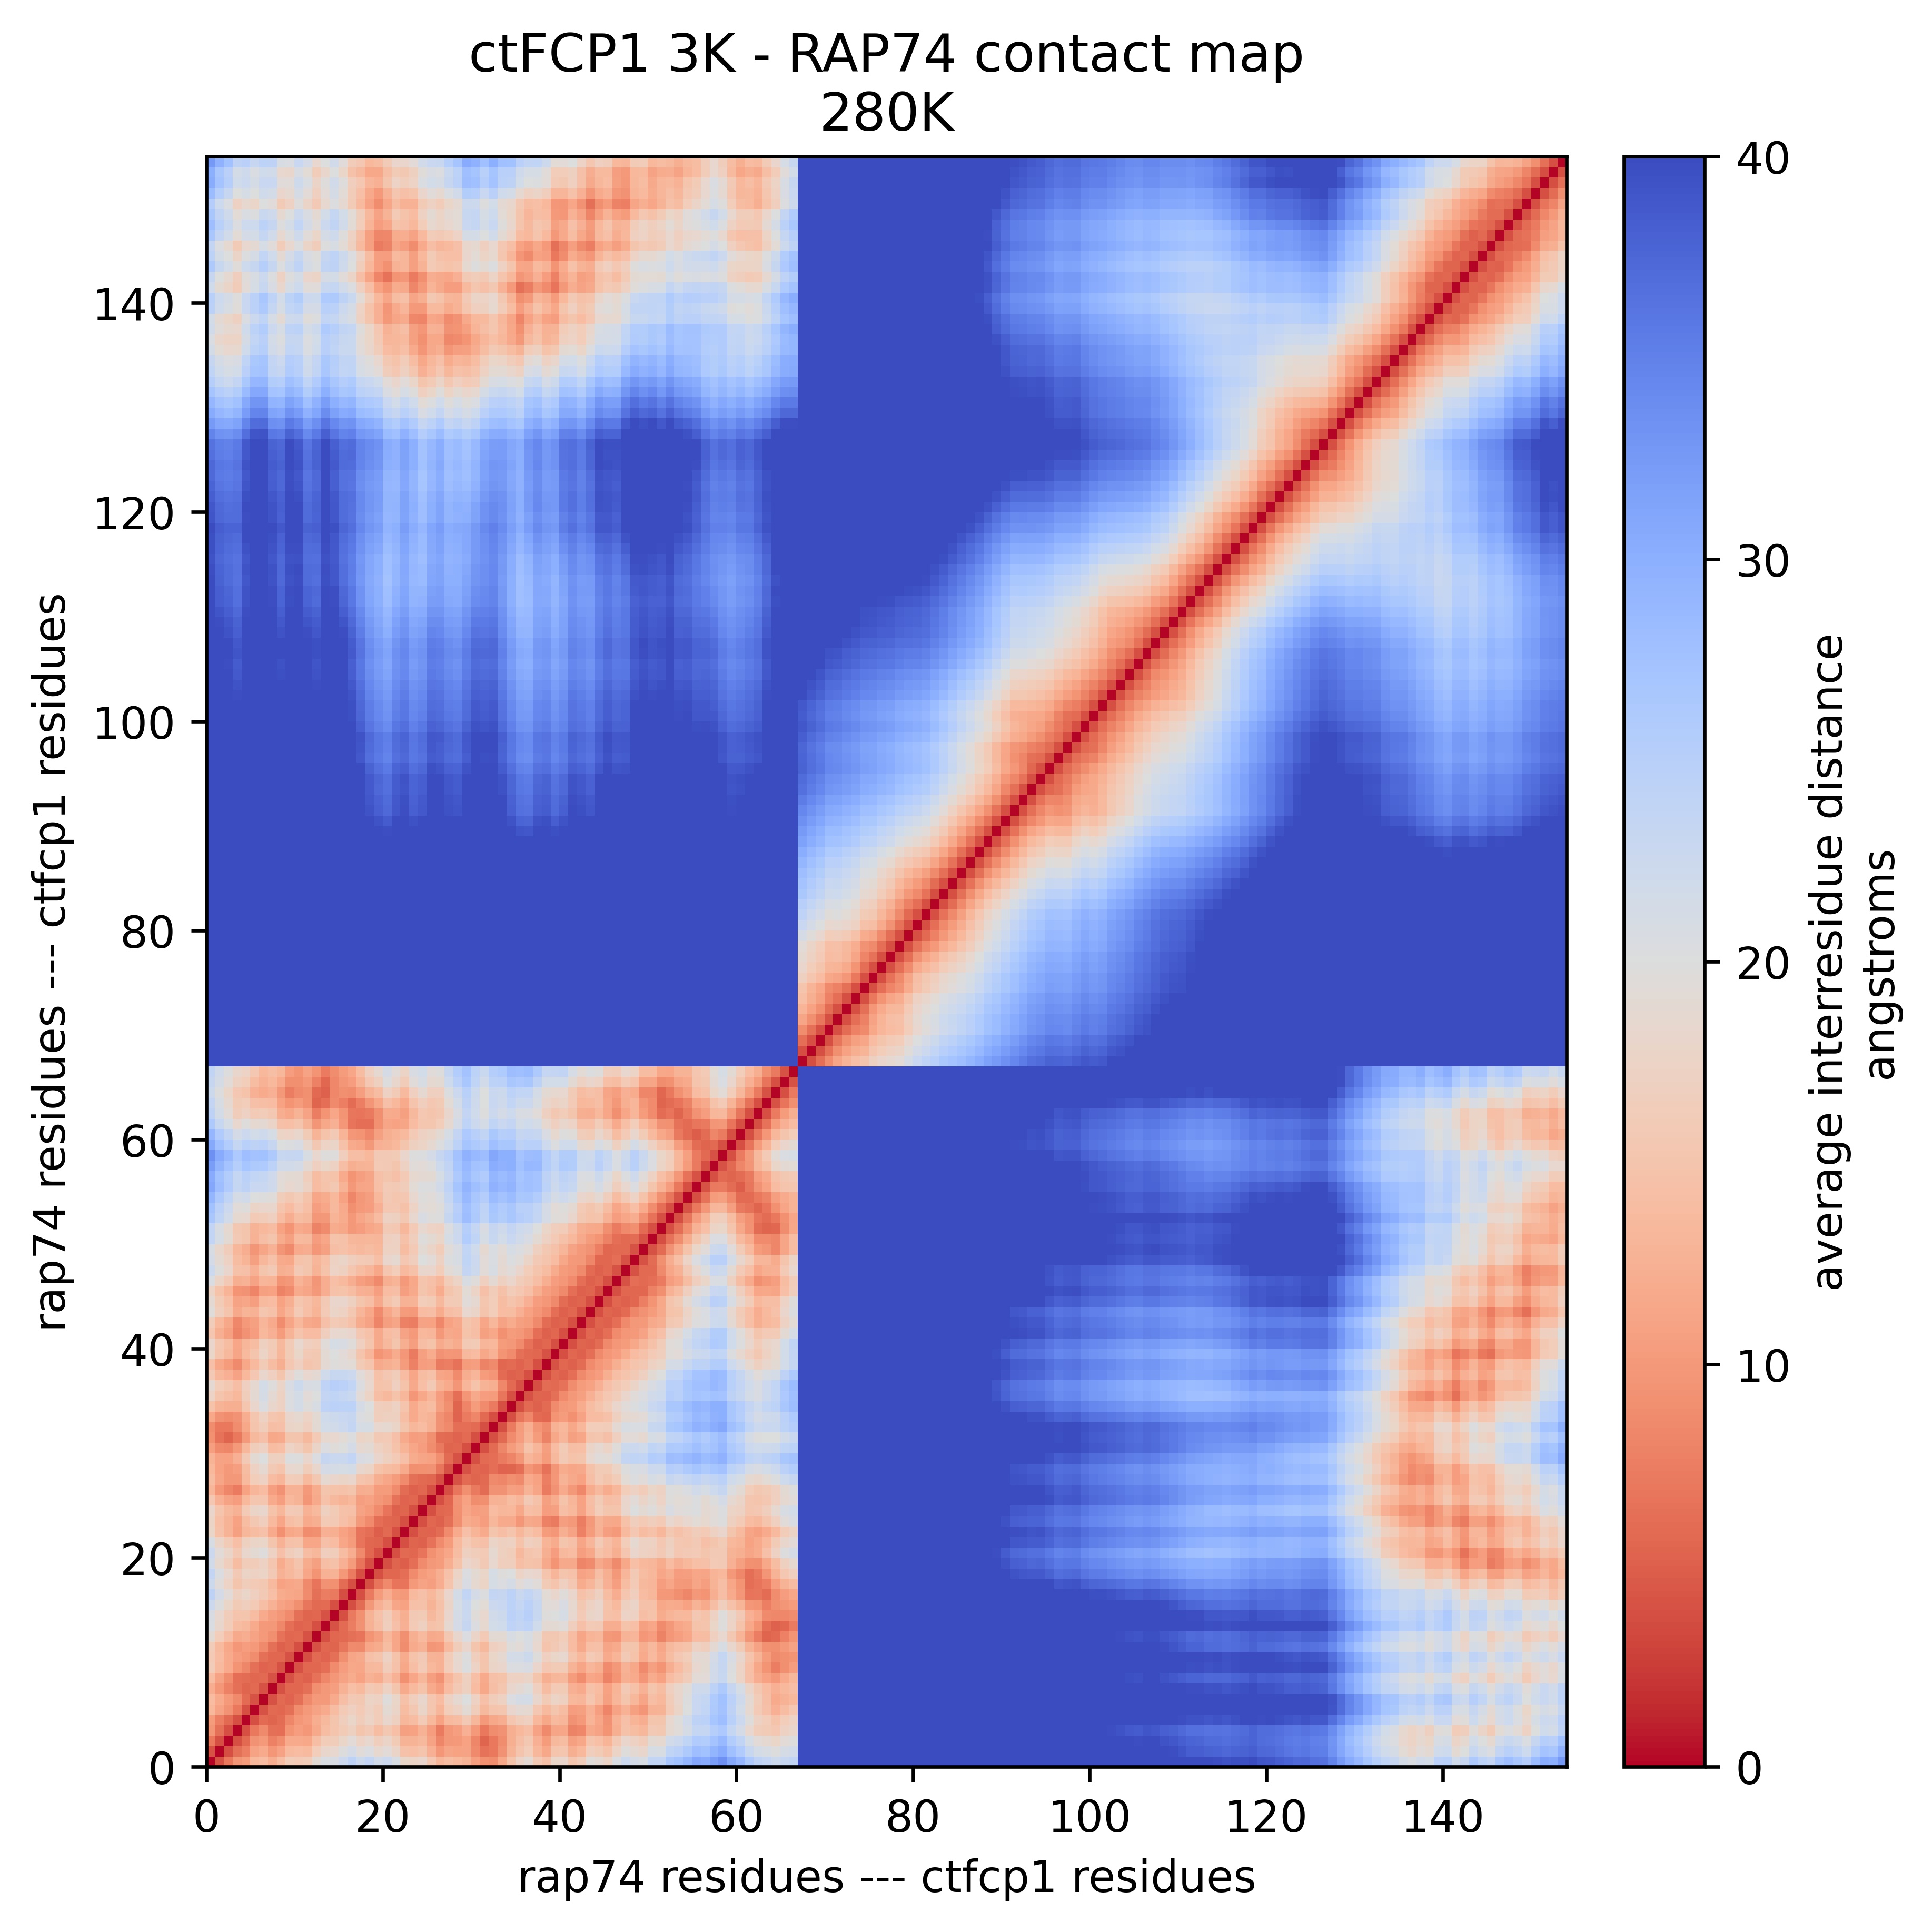 ctFCP1 3K - RAP74 contact map
280K
rap74 residues --- ctfcp1 residues
140
120
100
80
60
40
20
0
0 20 40 60 80 100 120 140
rap74 residues --- ctfcp1 residues
40
30
20
10
0
average interresidue distance
angstroms